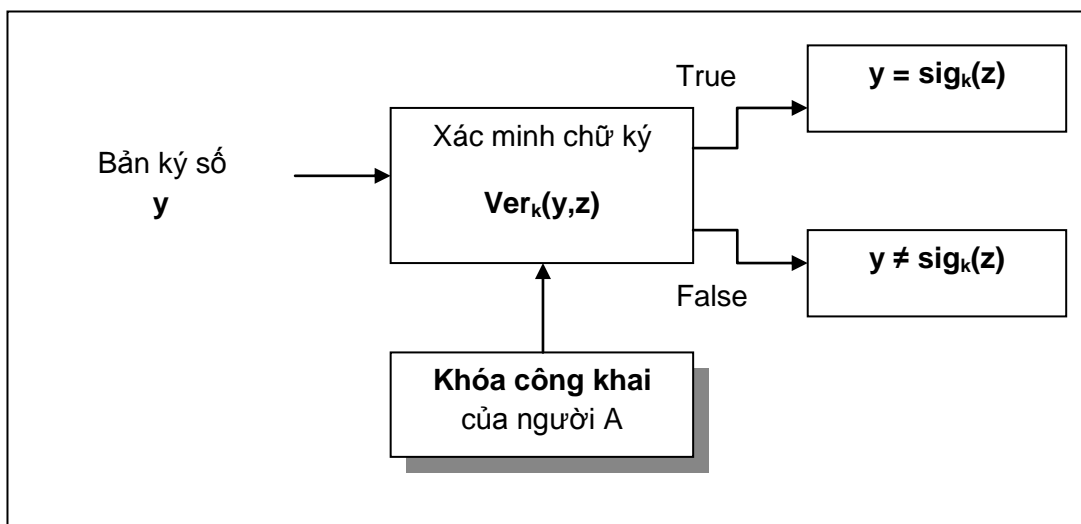 Bản ký số
y
Xác minh chữ ký
Verₖ(y,z)
True
y = sigₖ(z)
False
y ≠ sigₖ(z)
Khóa công khai
của người A